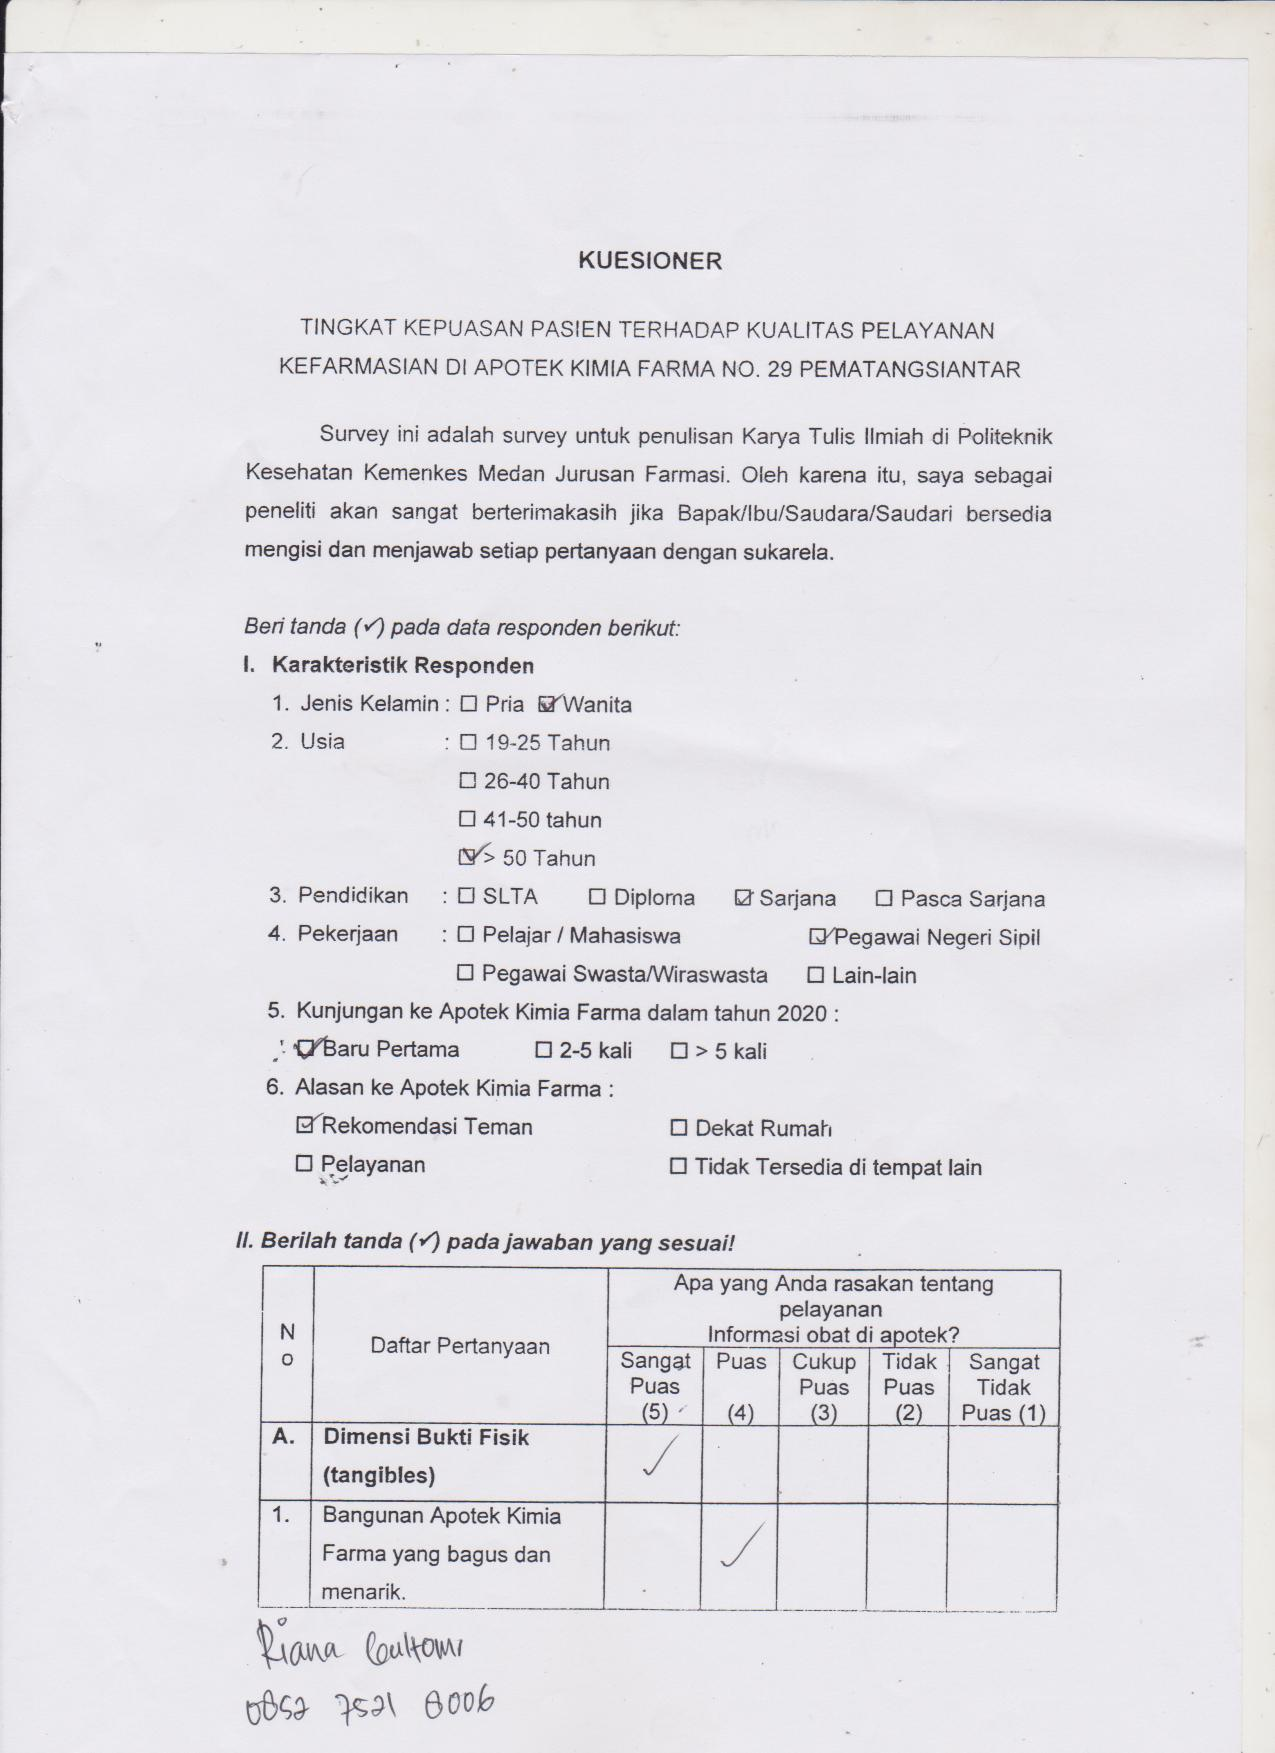 KUESIONER
TINGKAT KEPUASAN PASIEN TERHADAP KUALITAS PELAYANAN
KEFARMASIAN DI APOTEK KIMIA FARMA NO. 29 PEMATANGSIANTAR
Survey ini adalah survey untuk penulisan Karya Tulis Ilmiah di Politeknik
Kesehatan Kemenkes Medan Jurusan Farmasi. Oleh karena itu, saya sebagai
peneliti akan sangat berterimakasih jika Bapak/Ibu/Saudara/Saudari bersedia
mengisi dan menjawab setiap pertanyaan dengan sukarela.
Beri tanda (✓) pada data responden berikut:
I. Karakteristik Responden
1. Jenis Kelamin : ☐ Pria ☑ Wanita
2. Usia : ☐ 19-25 Tahun
☐ 26-40 Tahun
☐ 41-50 tahun
☑ > 50 Tahun
3. Pendidikan : ☐ SLTA ☐ Diploma ☑ Sarjana ☐ Pasca Sarjana
4. Pekerjaan : ☐ Pelajar / Mahasiswa ☑ Pegawai Negeri Sipil
☐ Pegawai Swasta/Wiraswasta ☐ Lain-lain
5. Kunjungan ke Apotek Kimia Farma dalam tahun 2020 :
☑ Baru Pertama ☐ 2-5 kali ☐ > 5 kali
6. Alasan ke Apotek Kimia Farma :
☑ Rekomendasi Teman ☐ Dekat Rumah
☐ Pelayanan ☐ Tidak Tersedia di tempat lain
II. Berilah tanda (✓) pada jawaban yang sesuai!
No
Daftar Pertanyaan
Apa yang Anda rasakan tentang
pelayanan
Informasi obat di apotek?
Sangat Puas (5)
Puas (4)
Cukup Puas (3)
Tidak Puas (2)
Sangat Tidak Puas (1)
A. Dimensi Bukti Fisik ✓
(tangibles)
1. Bangunan Apotek Kimia
Farma yang bagus dan ✓
menarik.
Riana Gultom
0852 7521 8006